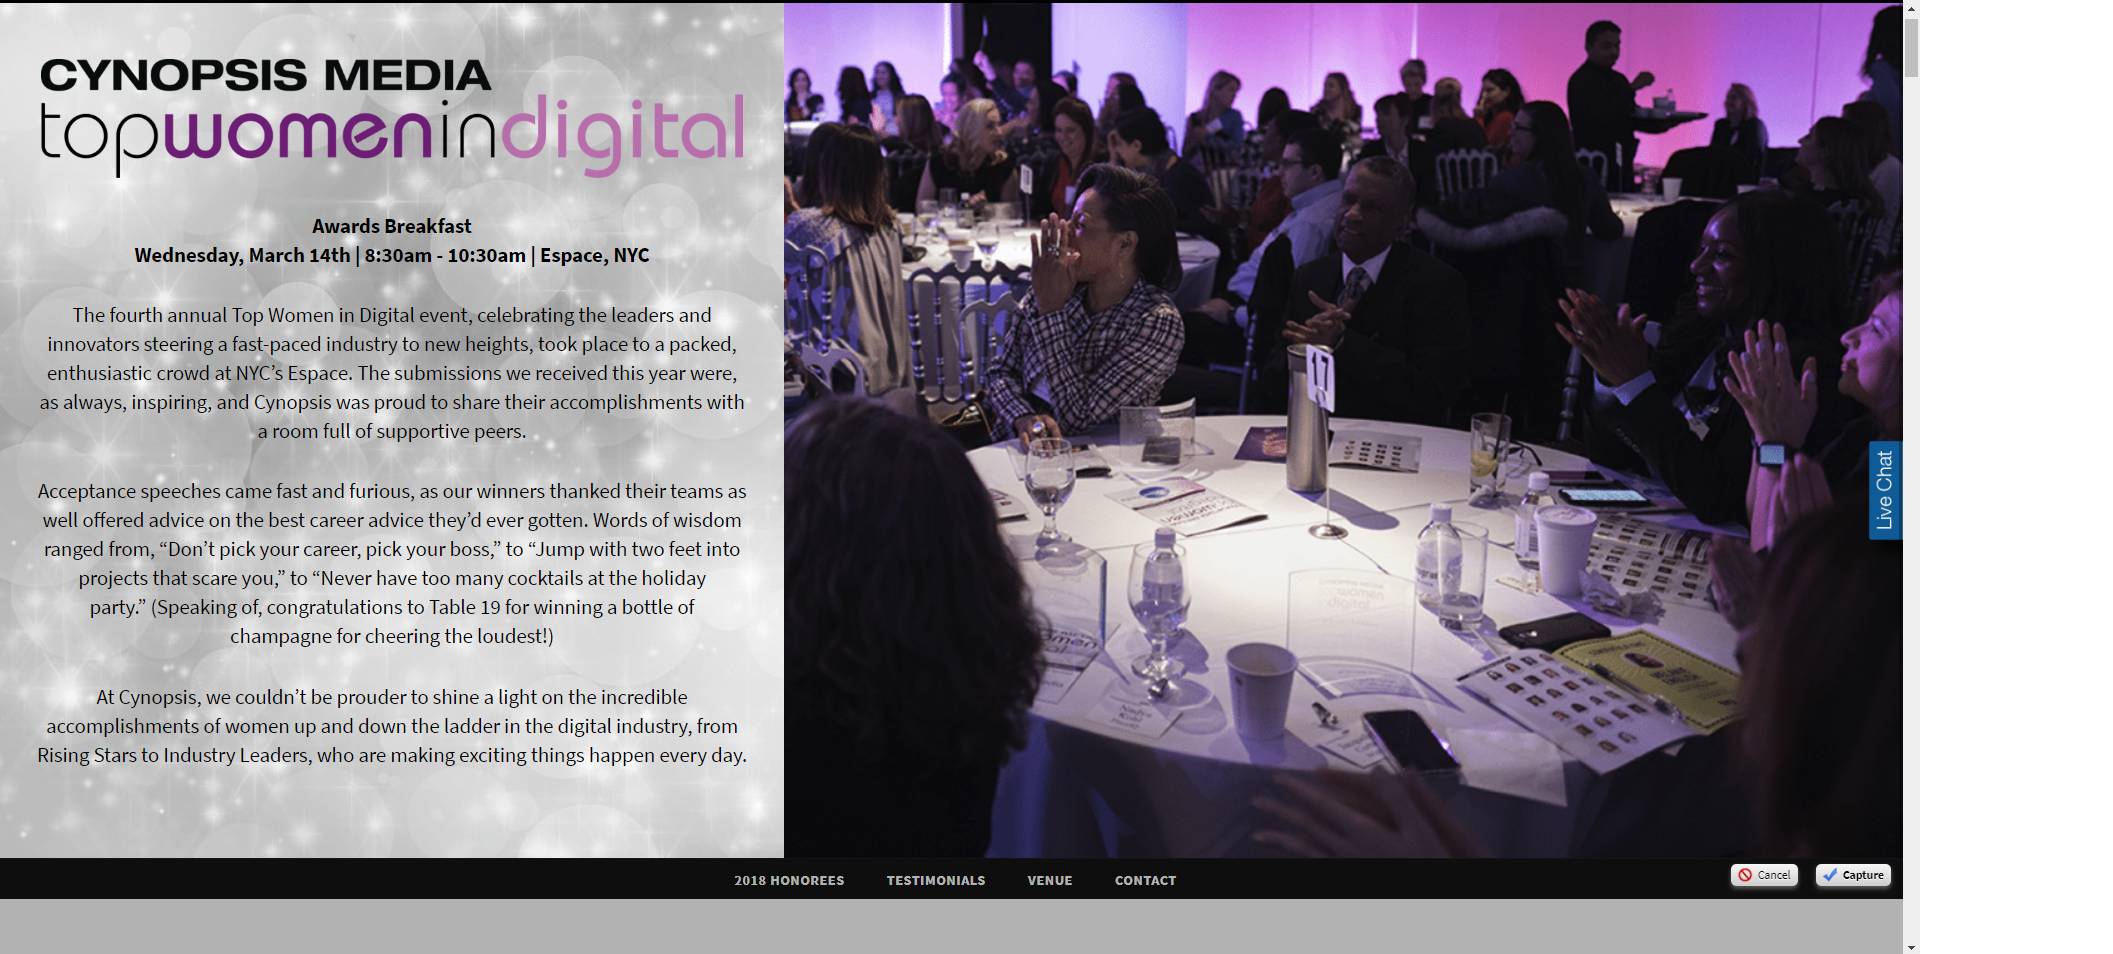 CYNOPSIS MEDIA
topwomenindigital
Awards Breakfast
Wednesday, March 14th | 8:30am - 10:30am | Espace, NYC
The fourth annual Top Women in Digital event, celebrating the leaders and
innovators steering a fast-paced industry to new heights, took place to a packed,
enthusiastic crowd at NYC’s Espace. The submissions we received this year were,
as always, inspiring, and Cynopsis was proud to share their accomplishments with
a room full of supportive peers.
Acceptance speeches came fast and furious, as our winners thanked their teams as
well offered advice on the best career advice they’d ever gotten. Words of wisdom
ranged from, “Don’t pick your career, pick your boss,” to “Jump with two feet into
projects that scare you,” to “Never have too many cocktails at the holiday
party.” (Speaking of, congratulations to Table 19 for winning a bottle of
champagne for cheering the loudest!)
At Cynopsis, we couldn’t be prouder to shine a light on the incredible
accomplishments of women up and down the ladder in the digital industry, from
Rising Stars to Industry Leaders, who are making exciting things happen every day.
17
Live Chat
2018 HONOREES TESTIMONIALS VENUE CONTACT
Cancel Capture